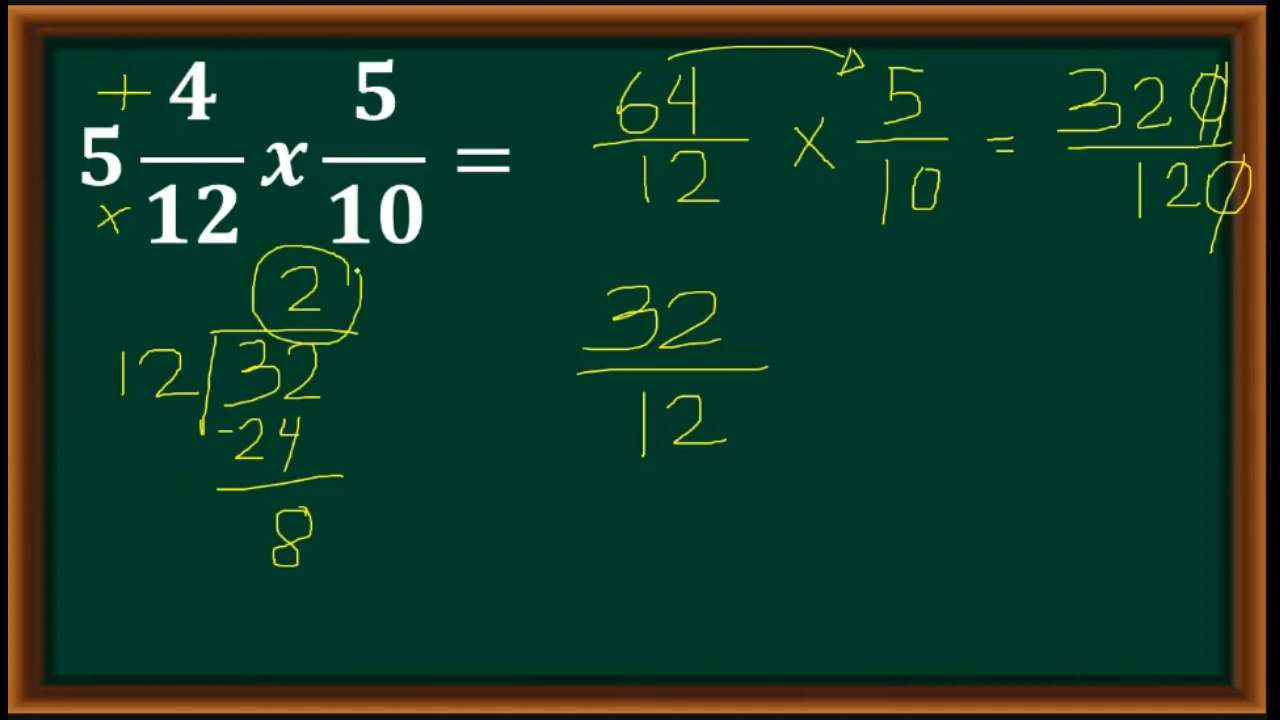 5 4/12 x 5/10 =
+
x
64/12 x 5/10 = 320/120
2
12 32
-24
8
32/12